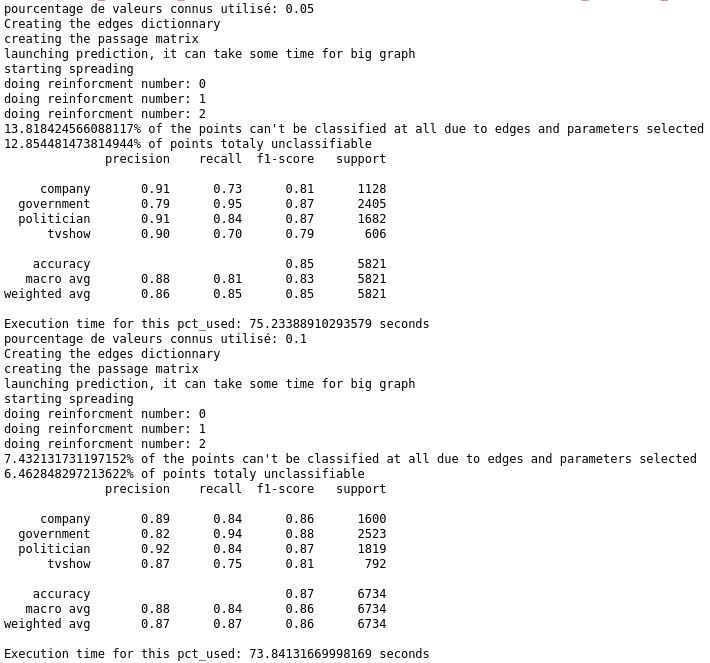 pourcentage de valeurs connus utilisé: 0.05
Creating the edges dictionnary
creating the passage matrix
launching prediction, it can take some time for big graph
starting spreading
doing reinforcment number: 0
doing reinforcment number: 1
doing reinforcment number: 2
13.818424566088117% of the points can't be classified at all due to edges and parameters selected
12.854481473814944% of points totaly unclassifiable
precision recall f1-score support
company 0.91 0.73 0.81 1128
government 0.79 0.95 0.87 2405
politician 0.91 0.84 0.87 1682
tvshow 0.90 0.70 0.79 606
accuracy 0.85 5821
macro avg 0.88 0.81 0.83 5821
weighted avg 0.86 0.85 0.85 5821
Execution time for this pct_used: 75.23388910293579 seconds
pourcentage de valeurs connus utilisé: 0.1
Creating the edges dictionnary
creating the passage matrix
launching prediction, it can take some time for big graph
starting spreading
doing reinforcment number: 0
doing reinforcment number: 1
doing reinforcment number: 2
7.432131731197152% of the points can't be classified at all due to edges and parameters selected
6.462848297213622% of points totaly unclassifiable
precision recall f1-score support
company 0.89 0.84 0.86 1600
government 0.82 0.94 0.88 2523
politician 0.92 0.84 0.87 1819
tvshow 0.87 0.75 0.81 792
accuracy 0.87 6734
macro avg 0.88 0.84 0.86 6734
weighted avg 0.87 0.87 0.86 6734
Execution time for this pct_used: 73.84131669998169 seconds